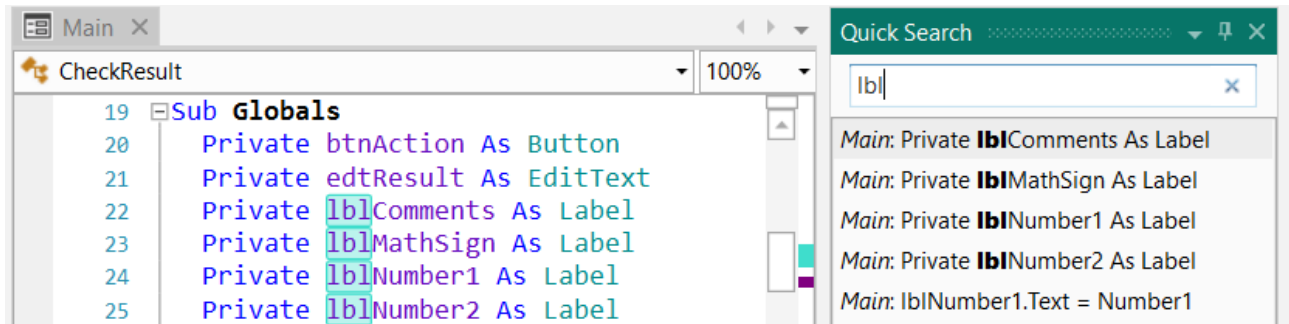 Main
CheckResult 100%
19 Sub Globals
20 Private btnAction As Button
21 Private edtResult As EditText
22 Private lblComments As Label
23 Private lblMathSign As Label
24 Private lblNumber1 As Label
25 Private lblNumber2 As Label
Quick Search
lbl
Main: Private lblComments As Label
Main: Private lblMathSign As Label
Main: Private lblNumber1 As Label
Main: Private lblNumber2 As Label
Main: lblNumber1.Text = Number1